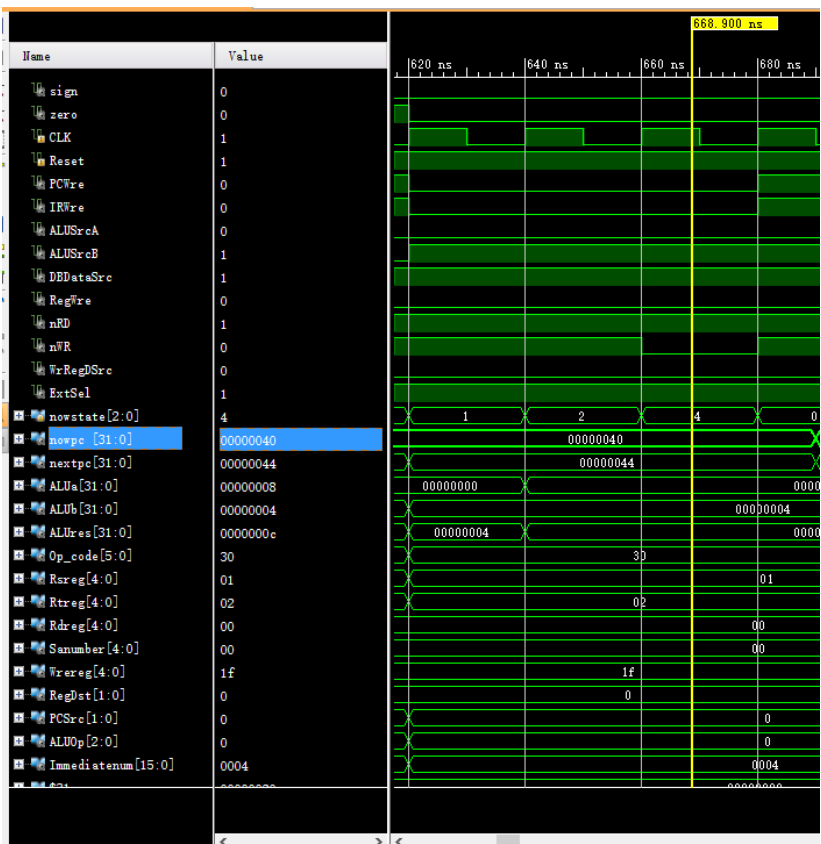 668.900 ns
Name Value
620 ns 640 ns 660 ns 680 ns
sign 0
zero 0
CLK 1
Reset 1
PCWre 0
IRWre 0
ALUSrcA 0
ALUSrcB 1
DBDataSrc 1
RegWre 0
nRD 1
nWR 0
WrRegDSrc 0
ExtSel 1
nowstate[2:0] 4 1 2 4 0
nowpc [31:0] 00000040 00000040
nextpc[31:0] 00000044 00000044
ALUa[31:0] 00000008 00000000 0000
ALUb[31:0] 00000004 00000004
ALUres[31:0] 0000000c 00000004 0000
Op_code[5:0] 30 30
Rsreg[4:0] 01 01
Rtreg[4:0] 02 02
Rdreg[4:0] 00 00
Sanumber[4:0] 00 00
Wrereg[4:0] 1f 1f
RegDst[1:0] 0 0
PCSrc[1:0] 0 0
ALUOp[2:0] 0 0
Immediatenum[15:0] 0004 0004